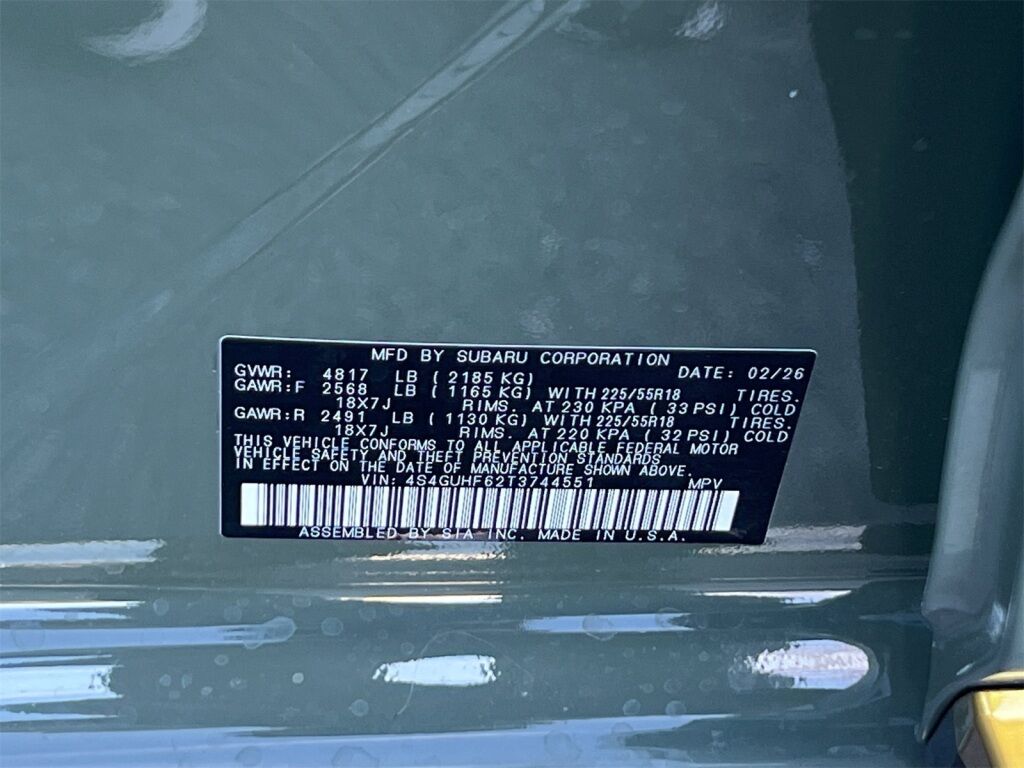 MFD BY SUBARU CORPORATION
GVWR: 4817 LB ( 2185 KG) DATE: 02/26
GAWR:F 2568 LB ( 1165 KG) WITH 225/55R18 TIRES.
18X7J RIMS. AT 230 KPA ( 33 PSI) COLD
GAWR:R 2491 LB ( 1130 KG) WITH 225/55R18 TIRES.
18X7J RIMS. AT 220 KPA ( 32 PSI) COLD
THIS VEHICLE CONFORMS TO ALL APPLICABLE FEDERAL MOTOR
VEHICLE SAFETY AND THEFT PREVENTION STANDARDS
IN EFFECT ON THE DATE OF MANUFACTURE SHOWN ABOVE.
VIN: 4S4GUHF62T3744551 MPV
ASSEMBLED BY SIA INC. MADE IN U.S.A.